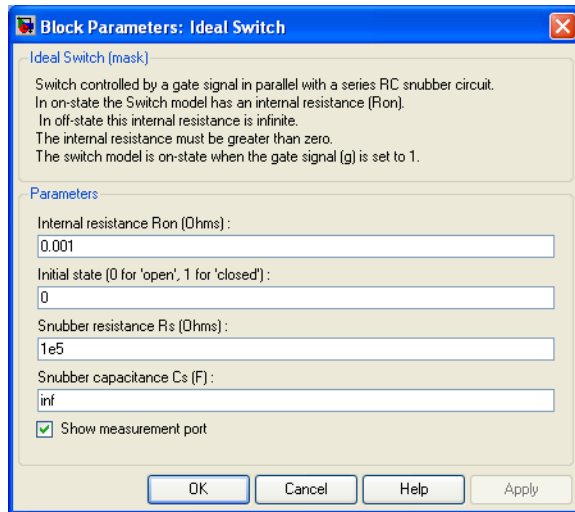 Block Parameters: Ideal Switch
Ideal Switch (mask)
Switch controlled by a gate signal in parallel with a series RC snubber circuit.
In on-state the Switch model has an internal resistance (Ron).
In off-state this internal resistance is infinite.
The internal resistance must be greater than zero.
The switch model is on-state when the gate signal (g) is set to 1.
Parameters
Internal resistance Ron (Ohms) :
0.001
Initial state (0 for 'open', 1 for 'closed') :
0
Snubber resistance Rs (Ohms) :
1e5
Snubber capacitance Cs (F) :
inf
Show measurement port
OK Cancel Help Apply